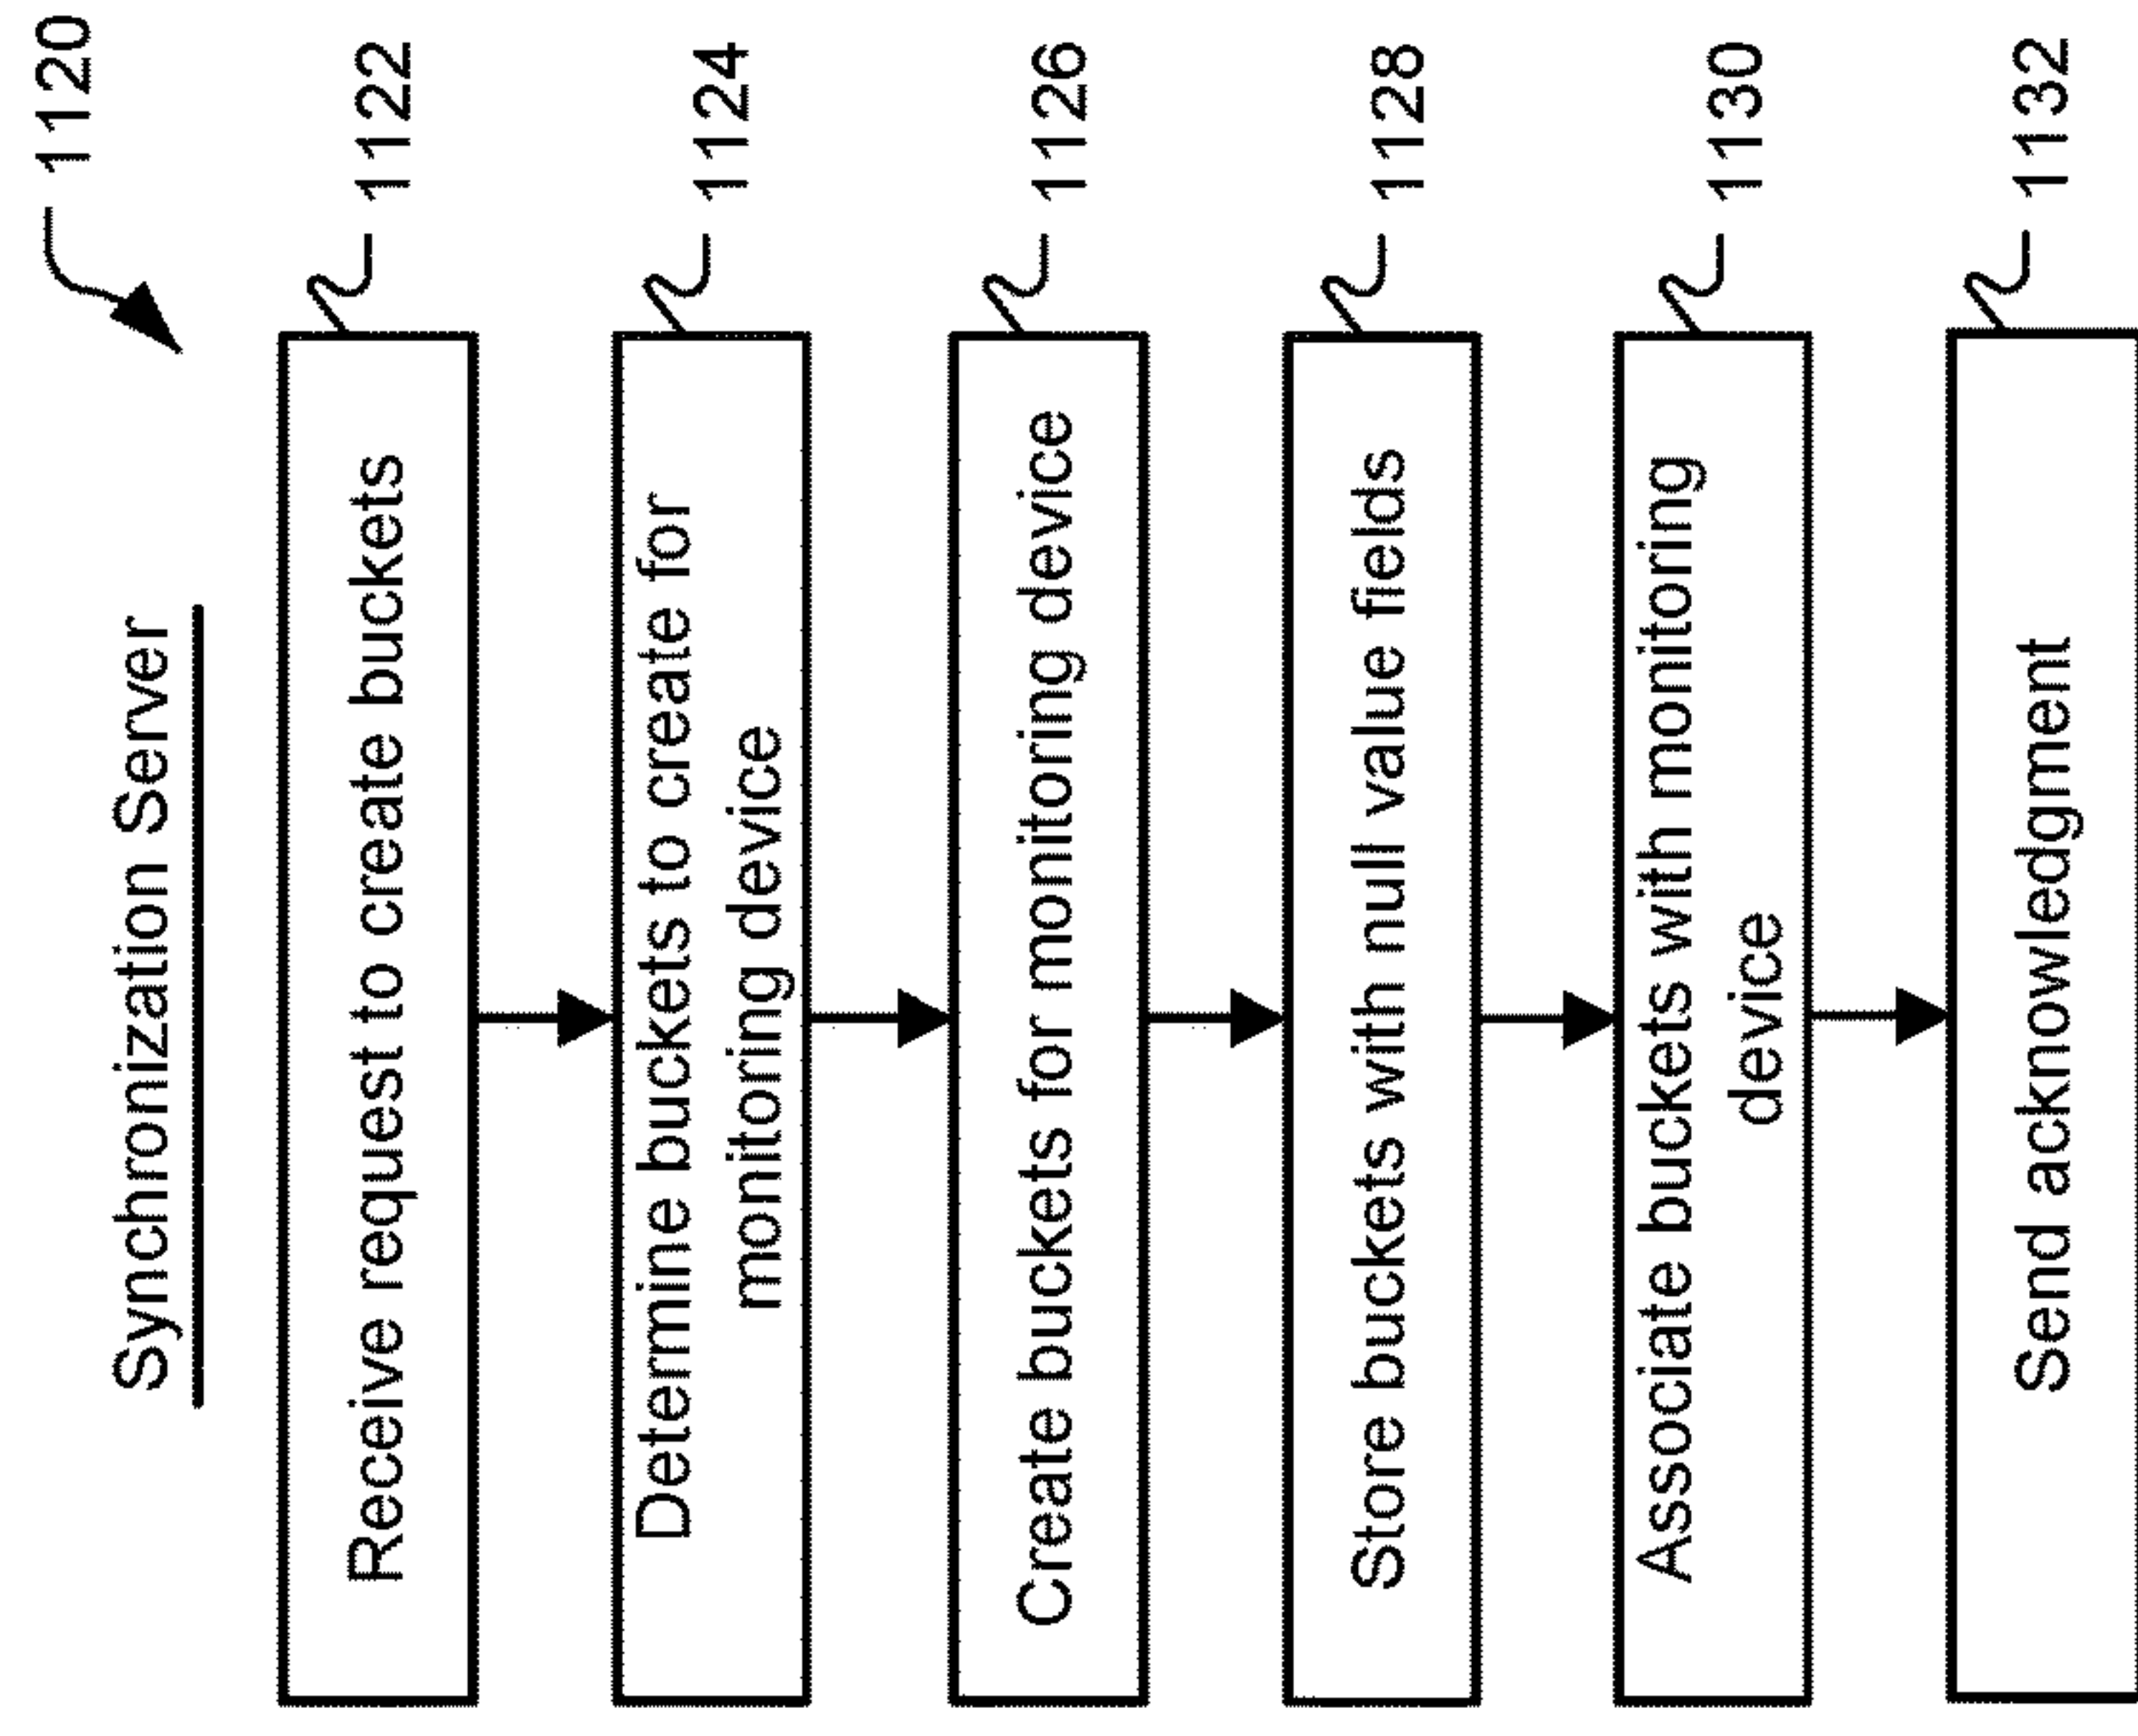 1120
Synchronization Server
Receive request to create buckets
1122
Determine buckets to create for
monitoring device
1124
Create buckets for monitoring device
1126
Store buckets with null value fields
1128
Associate buckets with monitoring
device
1130
Send acknowledgment
1132